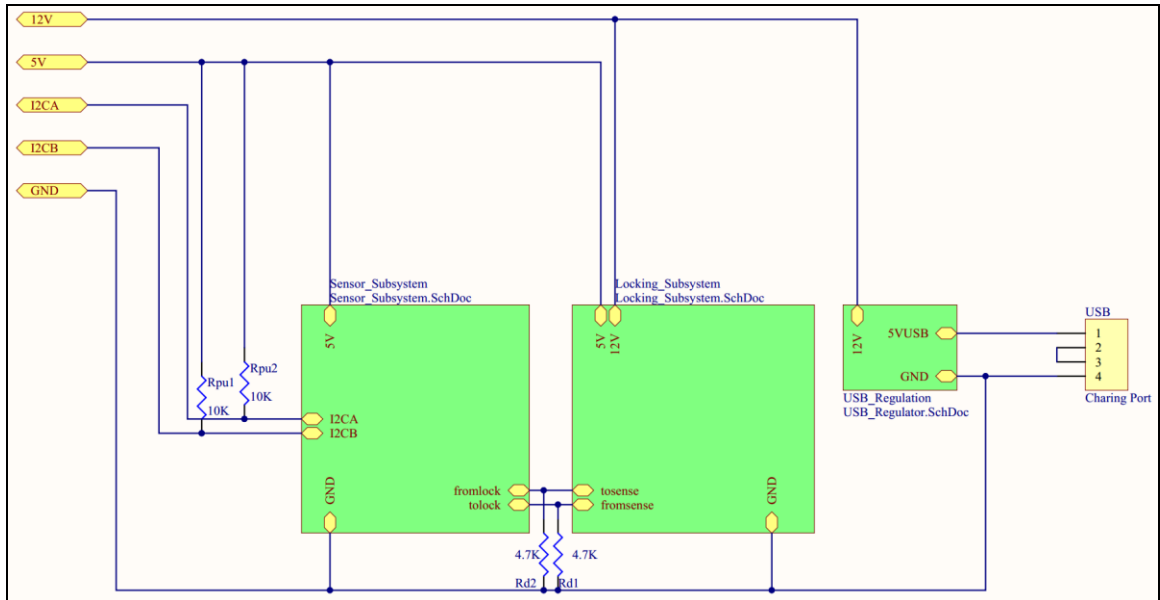 12V
5V
I2CA
I2CB
GND
Sensor_Subsystem
Sensor_Subsystem.SchDoc
Locking_Subsystem
Locking_Subsystem.SchDoc
USB
5V
5V
12V
12V
5VUSB
GND
1
2
3
4
USB_Regulation
USB_Regulator.SchDoc
Charing Port
Rpu1
10K
Rpu2
10K
I2CA
I2CB
GND
fromlock
tolock
tosense
fromsense
GND
4.7K
4.7K
Rd2
Rd1